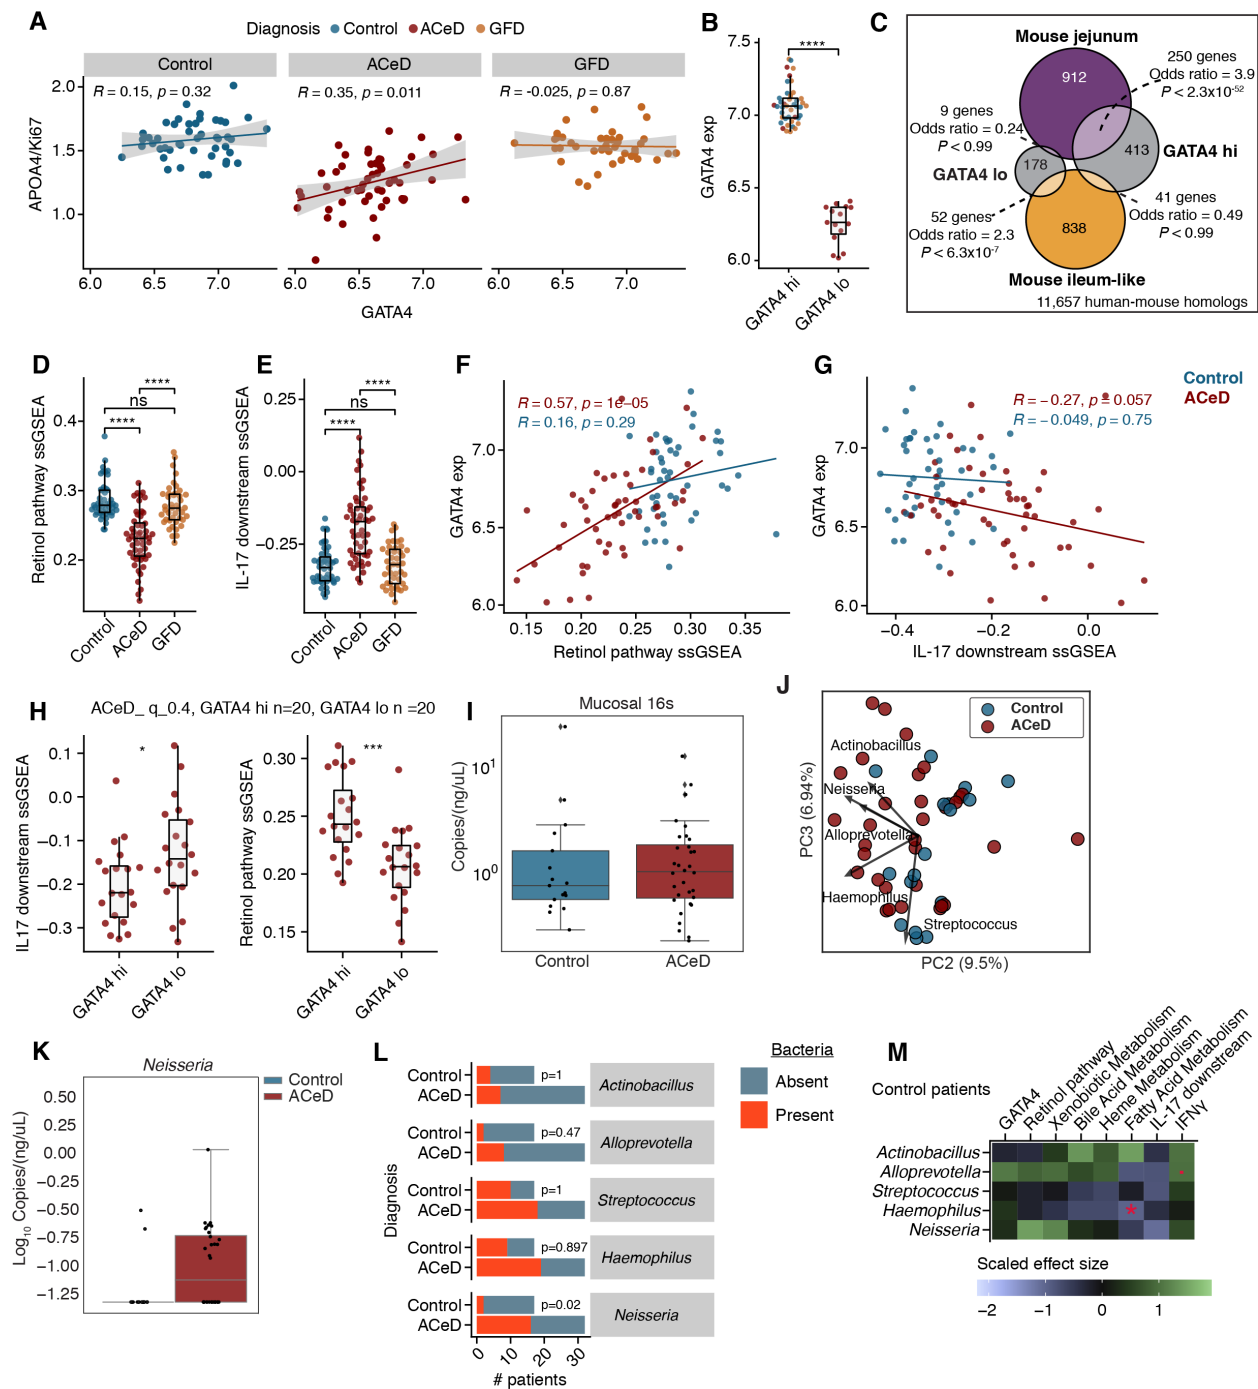 A
Diagnosis Control ACeD GFD
Control
ACeD
GFD
R = 0.15, p = 0.32
R = 0.35, p = 0.011
R = -0.025, p = 0.87
APOA4/Ki67
2.0
1.5
1.0
6.0 6.5 7.0
6.0 6.5 7.0
6.0 6.5 7.0
GATA4
B
****
GATA4 exp
7.5
7.0
6.5
6.0
GATA4 hi
GATA4 lo
C
Mouse jejunum
912
250 genes
Odds ratio = 3.9
P < 2.3x10-52
9 genes
Odds ratio = 0.24
P < 0.99
413
GATA4 hi
178
GATA4 lo
41 genes
Odds ratio = 0.49
P < 0.99
52 genes
Odds ratio = 2.3
P < 6.3x10-7
838
Mouse ileum-like
11,657 human-mouse homologs
D
****
ns
****
Retinol pathway ssGSEA
0.4
0.3
0.2
Control
ACeD
GFD
E
****
ns
****
IL-17 downstream ssGSEA
0.25
0.00
−0.25
Control
ACeD
GFD
F
R = 0.57, p = 1e−05
R = 0.16, p = 0.29
GATA4 exp
7.0
6.5
6.0
0.15 0.20 0.25 0.30 0.35
Retinol pathway ssGSEA
G
Control
ACeD
R = −0.27, p = 0.057
R = −0.049, p = 0.75
GATA4 exp
7.0
6.5
6.0
−0.4 −0.2 0.0
IL-17 downstream ssGSEA
H
ACeD_ q_0.4, GATA4 hi n=20, GATA4 lo n =20
*
IL17 downstream ssGSEA
0.1
0.0
−0.1
−0.2
−0.3
GATA4 hi
GATA4 lo
***
Retinol pathway ssGSEA
0.30
0.25
0.20
0.15
GATA4 hi
GATA4 lo
I
Mucosal 16s
Copies/(ng/uL)
101
100
Control ACeD
J
Control
ACeD
Actinobacillus
Neisseria
Alloprevotella
Haemophilus
Streptococcus
PC3 (6.94%)
PC2 (9.5%)
K
Neisseria
Control
ACeD
Log10 Copies/(ng/uL)
0.50
0.25
0.00
−0.25
−0.50
−0.75
−1.00
−1.25
L
Bacteria
Absent
Present
Diagnosis
Control p=1
ACeD
Actinobacillus
Control p=0.47
ACeD
Alloprevotella
Control p=1
ACeD
Streptococcus
Control p=0.897
ACeD
Haemophilus
Control p=0.02
ACeD
Neisseria
0 10 20 30
# patients
M
Control patients
GATA4
Retinol pathway
Xenobiotic Metabolism
Bile Acid Metabolism
Heme Metabolism
Fatty Acid Metabolism
IL-17 downstream
IFNγ
Actinobacillus
Alloprevotella
Streptococcus
Haemophilus *
Neisseria
Scaled effect size
−2 −1 0 1